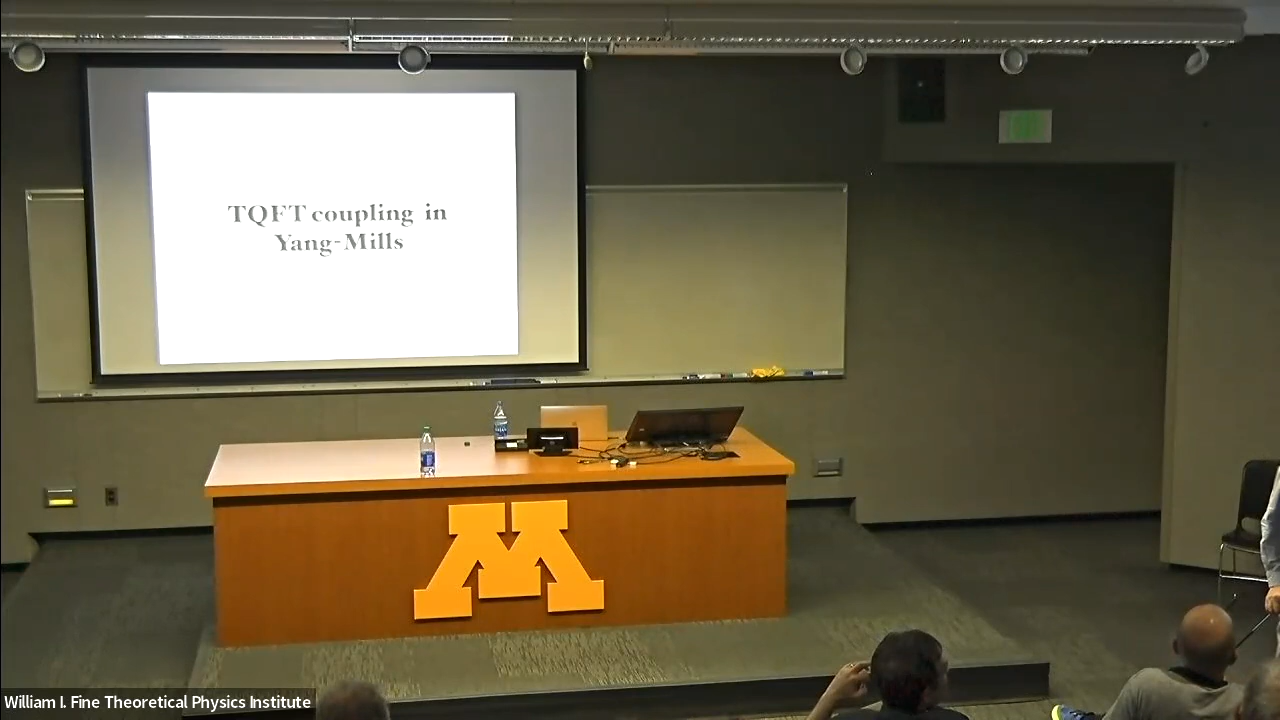 TQFT coupling in
Yang-Mills
M
William I. Fine Theoretical Physics Institute